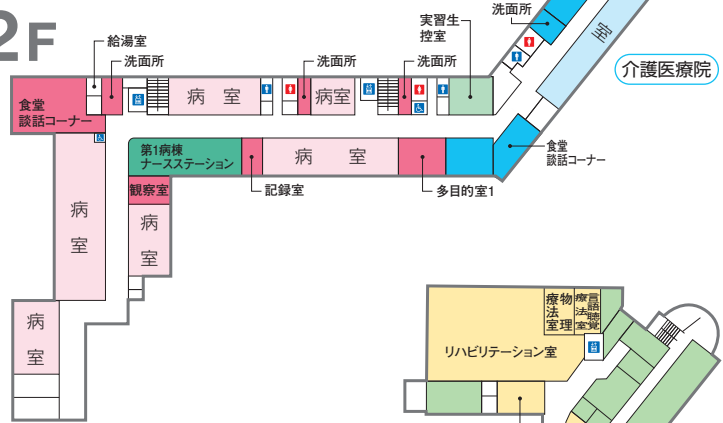 2F
給湯室
洗面所
洗面所
洗面所
実習生
控室
洗面所
室
介護医療院
食堂
談話コーナー
病室
病室
第1病棟
ナースステーション
病室
食堂
談話コーナー
観察室
記録室
多目的室1
病室
病室
病室
物理
療法室
言語聴覚
療法室
リハビリテーション室